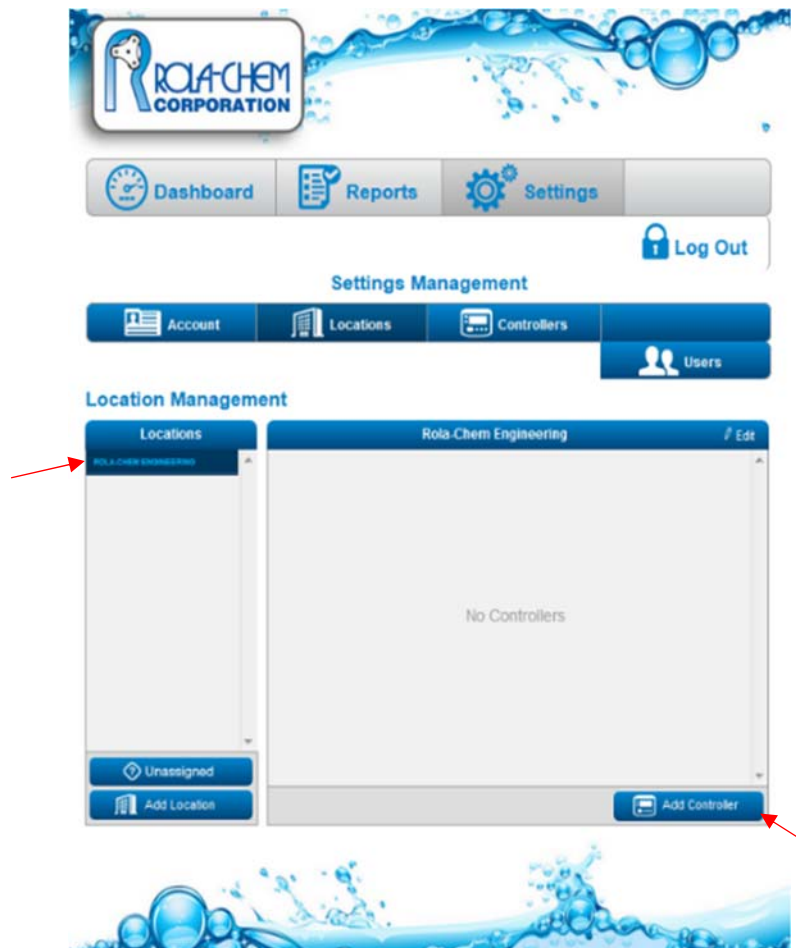 ROLA-CHEM
CORPORATION
Dashboard Reports Settings
Log Out
Settings Management
Account Locations Controllers
Users
Location Management
Locations
ROLA-CHEM ENGINEERING
Rola-Chem Engineering Edit
No Controllers
Unassigned
Add Location
Add Controller